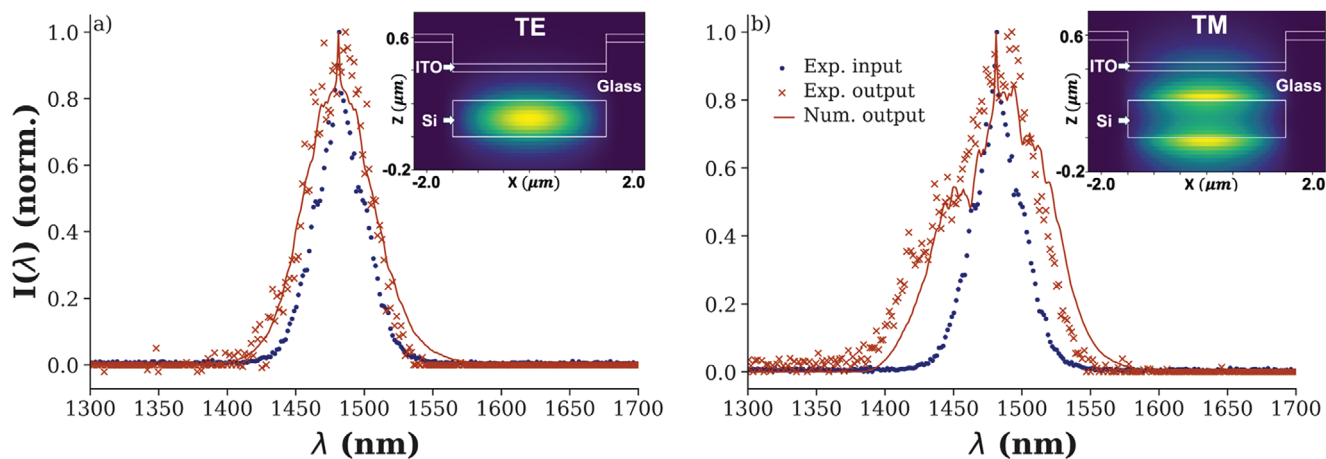 a)
I(λ) (norm.)
1.0
0.8
0.6
0.4
0.2
0.0
1300 1350 1400 1450 1500 1550 1600 1650 1700
λ (nm)
TE
0.6
ITO
Glass
Z (μm)
Si
-0.2
-2.0 X (μm) 2.0
b)
1.0
0.8
0.6
0.4
0.2
0.0
1300 1350 1400 1450 1500 1550 1600 1650 1700
λ (nm)
Exp. input
Exp. output
Num. output
TM
0.6
ITO
Glass
Z (μm)
Si
-0.2
-2.0 X (μm) 2.0